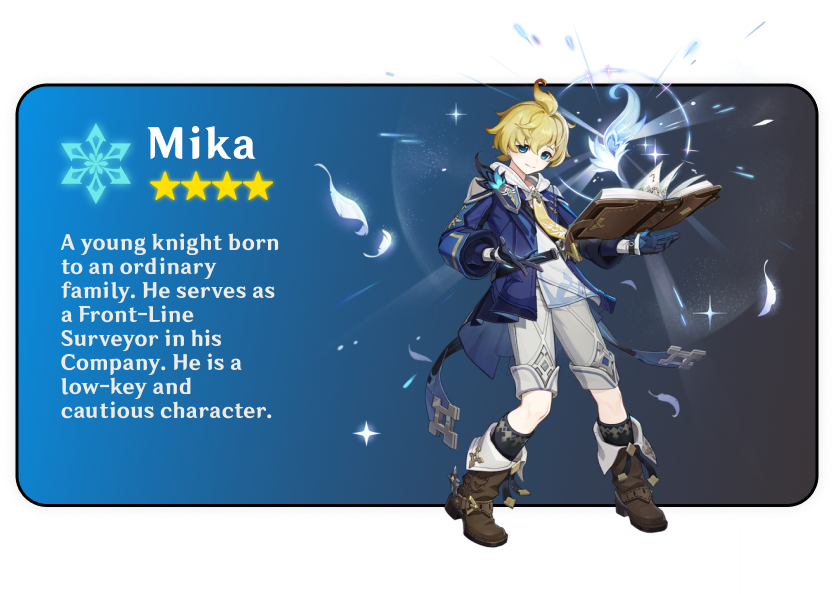 Mika
A young knight born
to an ordinary
family. He serves as
a Front-Line
Surveyor in his
Company. He is a
low-key and
cautious character.